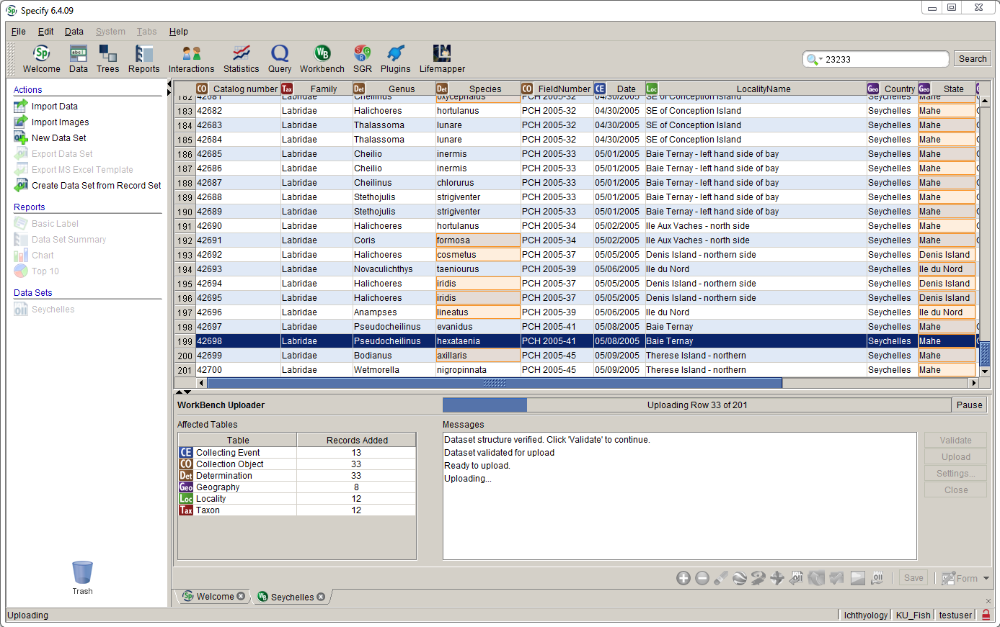 Specify 6.4.09
File Edit Data System Tabs Help
Welcome Data Trees Reports Interactions Statistics Query Workbench SGR Plugins Lifemapper
23233 Search
Actions
Import Data
Import Images
New Data Set
Export Data Set
Export MS Excel Template
Create Data Set from Record Set
Reports
Basic Label
Data Set Summary
Chart
Top 10
Data Sets
Seychelles
Trash
CO Catalog number Tax Family Det Genus Det Species CO FieldNumber CE Date Loc LocalityName Geo Country Geo State
182 42681 Labridae Cheilinus oxycephalus PCH 2005-32 04/30/2005 SE of Conception Island Seychelles Mahe
183 42682 Labridae Halichoeres hortulanus PCH 2005-32 04/30/2005 SE of Conception Island Seychelles Mahe
184 42683 Labridae Thalassoma lunare PCH 2005-32 04/30/2005 SE of Conception Island Seychelles Mahe
185 42684 Labridae Thalassoma lunare PCH 2005-32 04/30/2005 SE of Conception Island Seychelles Mahe
186 42685 Labridae Cheilio inermis PCH 2005-33 05/01/2005 Baie Ternay - left hand side of bay Seychelles Mahe
187 42686 Labridae Cheilio inermis PCH 2005-33 05/01/2005 Baie Ternay - left hand side of bay Seychelles Mahe
188 42687 Labridae Cheilinus chlorurus PCH 2005-33 05/01/2005 Baie Ternay - left hand side of bay Seychelles Mahe
189 42688 Labridae Stethojulis strigiventer PCH 2005-33 05/01/2005 Baie Ternay - left hand side of bay Seychelles Mahe
190 42689 Labridae Stethojulis strigiventer PCH 2005-33 05/01/2005 Baie Ternay - left hand side of bay Seychelles Mahe
191 42690 Labridae Halichoeres hortulanus PCH 2005-34 05/02/2005 Ile Aux Vaches - north side Seychelles Mahe
192 42691 Labridae Coris formosa PCH 2005-34 05/02/2005 Ile Aux Vaches - north side Seychelles Mahe
193 42692 Labridae Halichoeres cosmetus PCH 2005-37 05/05/2005 Denis Island - northern side Seychelles Denis Island
194 42693 Labridae Novaculichthys taeniourus PCH 2005-39 05/06/2005 Ile du Nord Seychelles Ile du Nord
195 42694 Labridae Halichoeres iridis PCH 2005-37 05/05/2005 Denis Island - northern side Seychelles Denis Island
196 42695 Labridae Halichoeres iridis PCH 2005-37 05/05/2005 Denis Island - northern side Seychelles Denis Island
197 42696 Labridae Anampses lineatus PCH 2005-39 05/06/2005 Ile du Nord Seychelles Ile du Nord
198 42697 Labridae Pseudocheilinus evanidus PCH 2005-41 05/08/2005 Baie Ternay Seychelles Mahe
199 42698 Labridae Pseudocheilinus hexataenia PCH 2005-41 05/08/2005 Baie Ternay Seychelles Mahe
200 42699 Labridae Bodianus axillaris PCH 2005-45 05/09/2005 Therese Island - northern Seychelles Mahe
201 42700 Labridae Wetmorella nigropinnata PCH 2005-45 05/09/2005 Therese Island - northern Seychelles Mahe
WorkBench Uploader Uploading Row 33 of 201 Pause
Affected Tables
Table Records Added
CE Collecting Event 13
CO Collection Object 33
Det Determination 33
Geo Geography 8
Loc Locality 12
Tax Taxon 12
Messages
Dataset structure verified. Click 'Validate' to continue.
Dataset validated for upload
Ready to upload.
Uploading...
Validate
Upload
Settings...
Close
Save Form
Welcome Seychelles
Uploading Ichthyology KU_Fish testuser